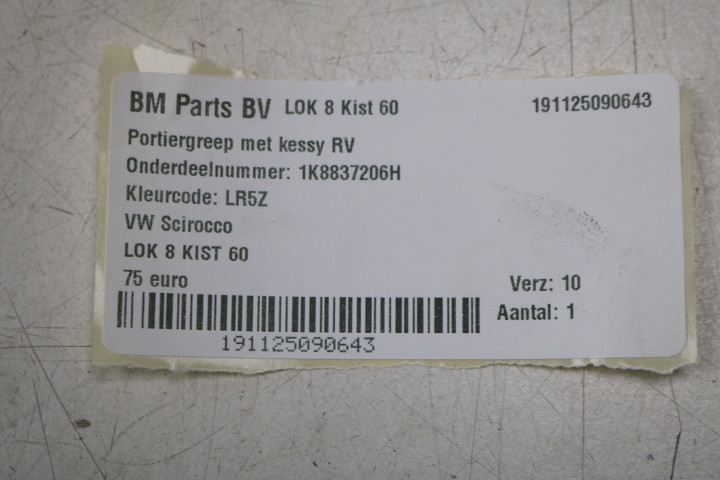 BM Parts BV LOK 8 Kist 60 191125090643
Portiergreep met kessy RV
Onderdeelnummer: 1K8837206H
Kleurcode: LR5Z
VW Scirocco
LOK 8 KIST 60
75 euro Verz: 10
Aantal: 1
191125090643